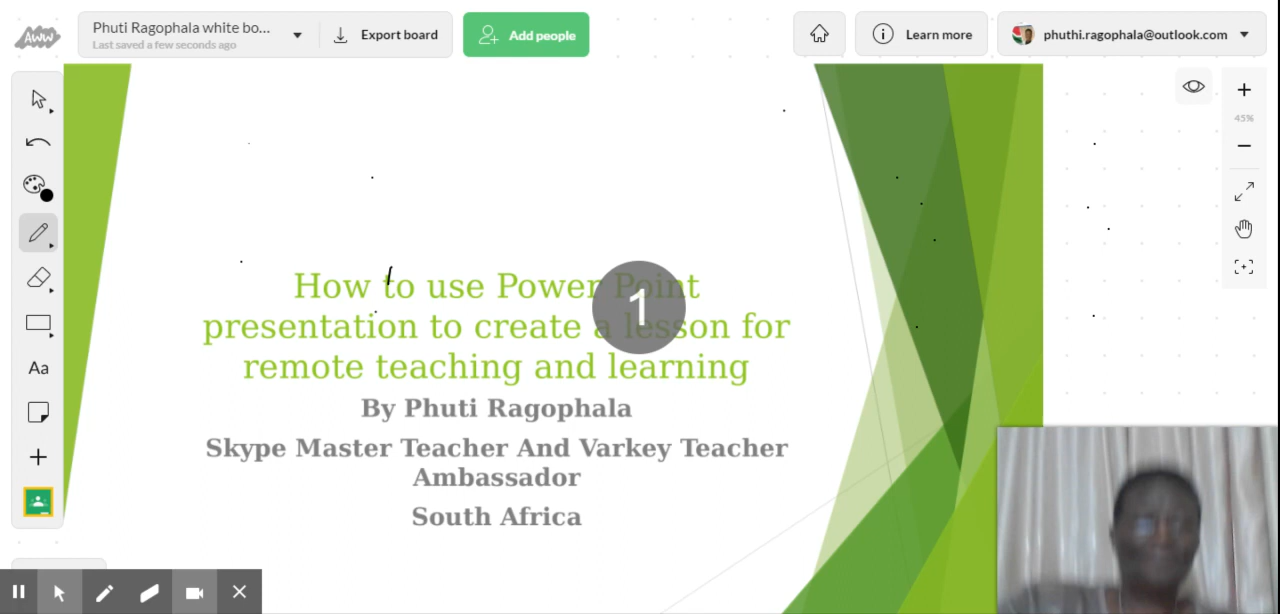 AWW
Phuti Ragophala white bo...
Last saved a few seconds ago
Export board
Add people
Learn more
phuthi.ragophala@outlook.com
45%
Aa
1
How to use Power Point
presentation to create a lesson for
remote teaching and learning
By Phuti Ragophala
Skype Master Teacher And Varkey Teacher
Ambassador
South Africa